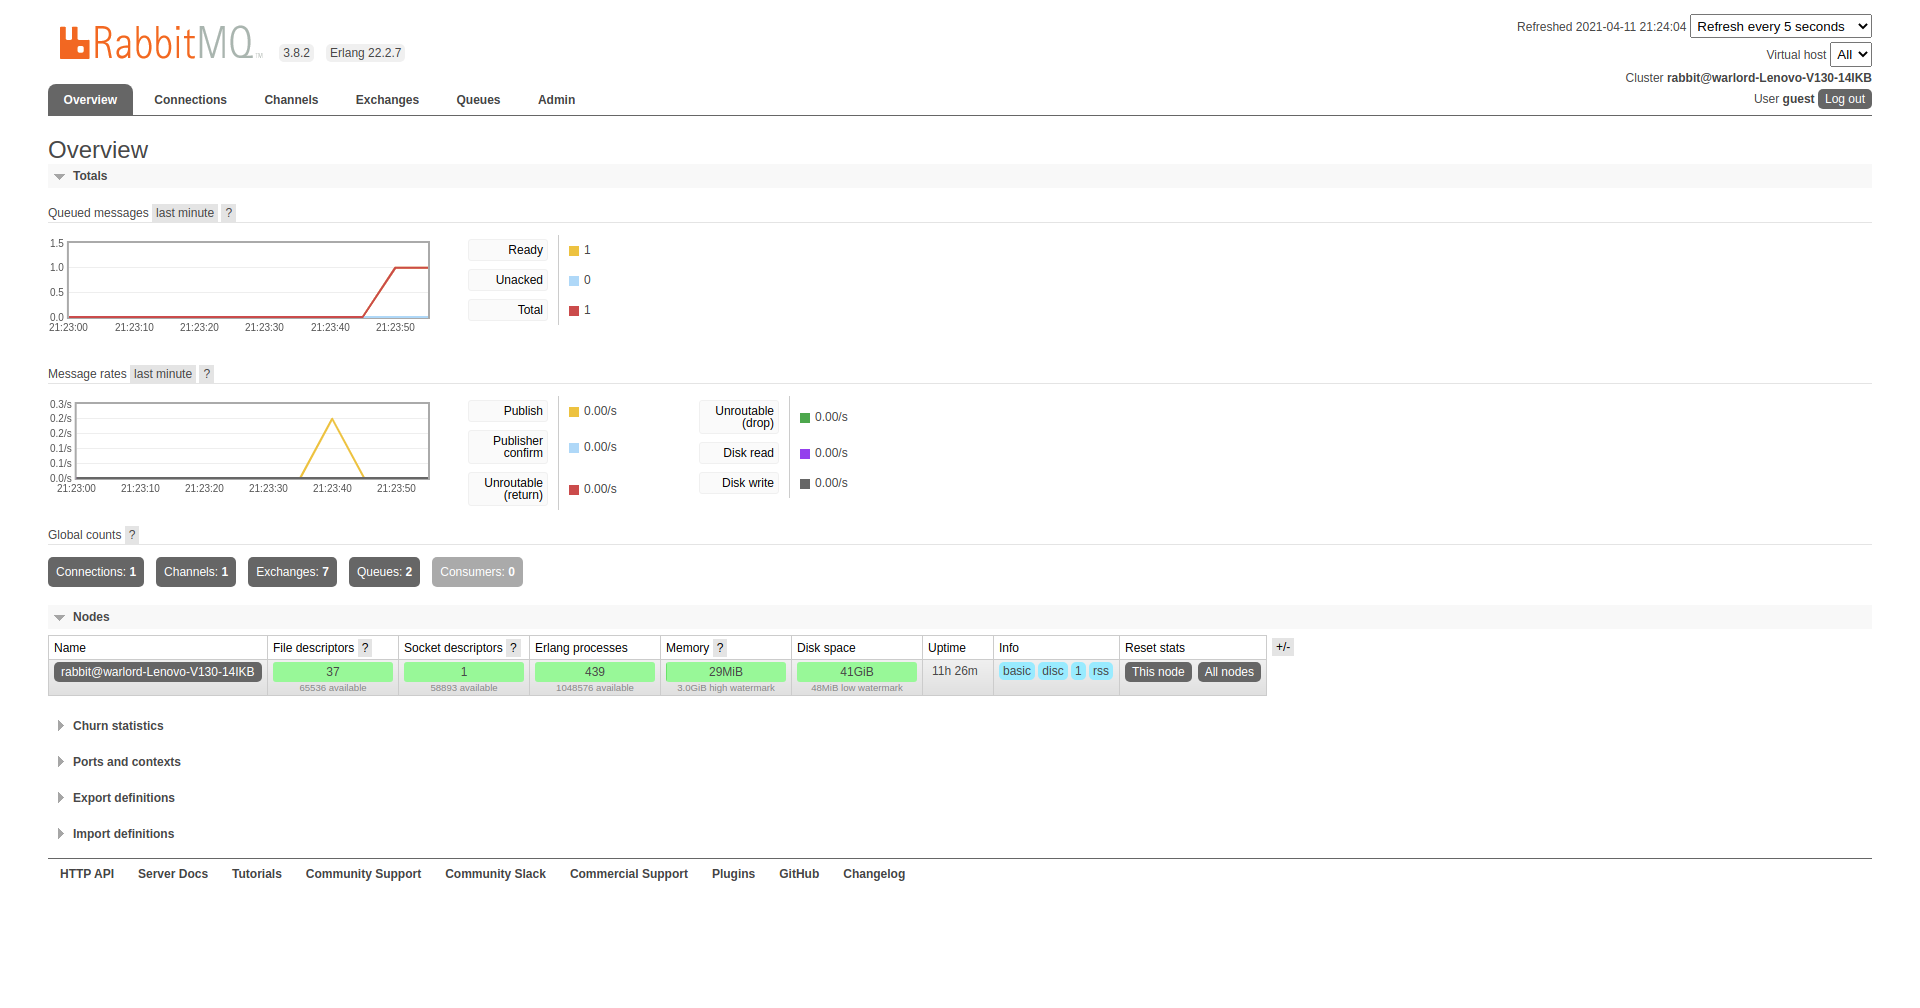 RabbitMQ TM 3.8.2 Erlang 22.2.7
Refreshed 2021-04-11 21:24:04 Refresh every 5 seconds
Virtual host All
Cluster rabbit@warlord-Lenovo-V130-14IKB
User guest Log out
Overview Connections Channels Exchanges Queues Admin
Overview
Totals
Queued messages last minute ?
1.5
1.0
0.5
0.0
21:23:00 21:23:10 21:23:20 21:23:30 21:23:40 21:23:50
Ready 1
Unacked 0
Total 1
Message rates last minute ?
0.3/s
0.2/s
0.2/s
0.1/s
0.1/s
0.0/s
21:23:00 21:23:10 21:23:20 21:23:30 21:23:40 21:23:50
Publish 0.00/s
Publisher
confirm 0.00/s
Unroutable
(return) 0.00/s
Unroutable
(drop) 0.00/s
Disk read 0.00/s
Disk write 0.00/s
Global counts ?
Connections: 1 Channels: 1 Exchanges: 7 Queues: 2 Consumers: 0
Nodes
Name File descriptors ? Socket descriptors ? Erlang processes Memory ? Disk space Uptime Info Reset stats +/-
rabbit@warlord-Lenovo-V130-14IKB 37 1 439 29MiB 41GiB 11h 26m basic disc 1 rss This node All nodes
65536 available 58893 available 1048576 available 3.0GiB high watermark 48MiB low watermark
Churn statistics
Ports and contexts
Export definitions
Import definitions
HTTP API Server Docs Tutorials Community Support Community Slack Commercial Support Plugins GitHub Changelog